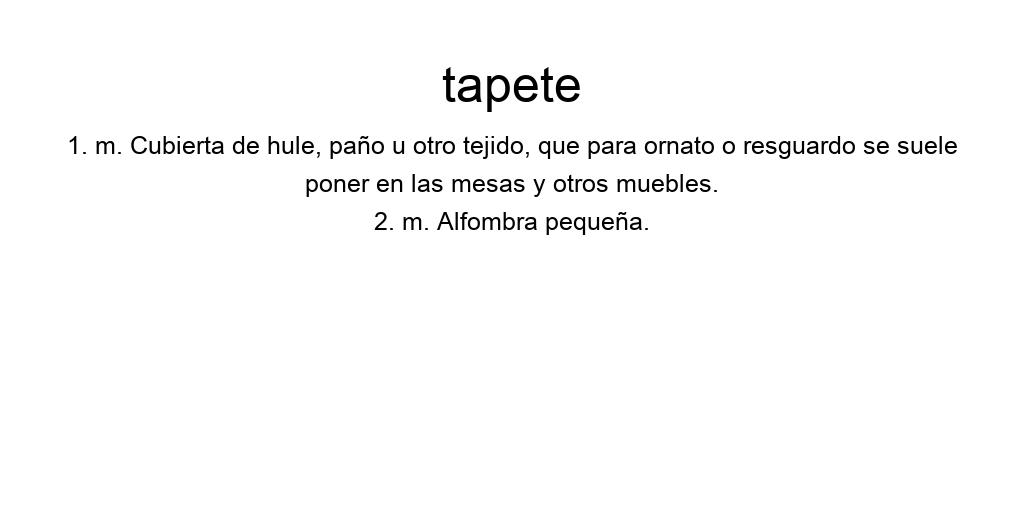 tapete
1. m. Cubierta de hule, paño u otro tejido, que para ornato o resguardo se suele
poner en las mesas y otros muebles.
2. m. Alfombra pequeña.